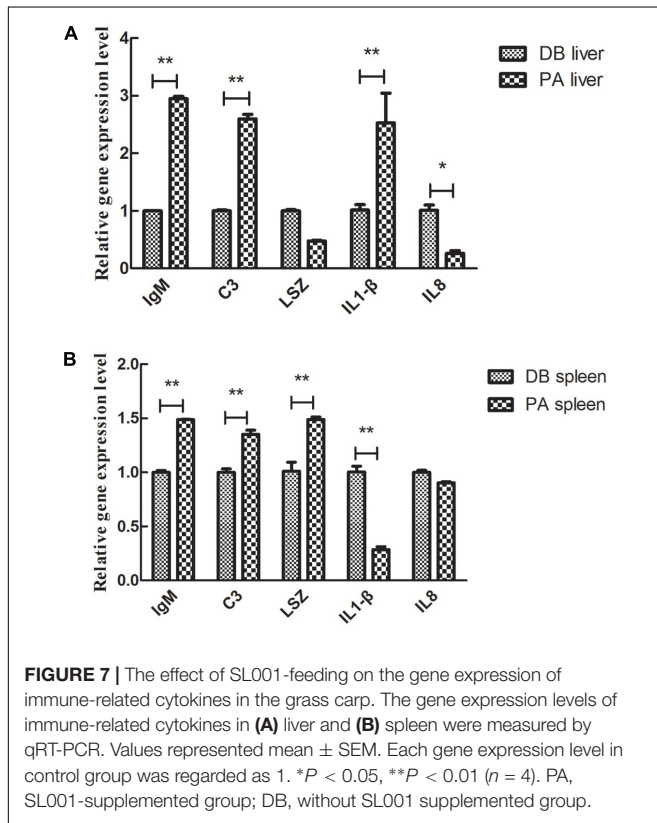 A
Relative gene expression level
4
3
2
1
0
**
**
**
*
DB liver
PA liver
IgM
C3
LSZ
IL1-β
IL8
B
Relative gene expression level
2.0
1.5
1.0
0.5
0.0
**
**
**
**
DB spleen
PA spleen
IgM
C3
LSZ
IL1-β
IL8
FIGURE 7 | The effect of SL001-feeding on the gene expression of
immune-related cytokines in the grass carp. The gene expression levels of
immune-related cytokines in (A) liver and (B) spleen were measured by
qRT-PCR. Values represented mean ± SEM. Each gene expression level in
control group was regarded as 1. *P < 0.05, **P < 0.01 (n = 4). PA,
SL001-supplemented group; DB, without SL001 supplemented group.